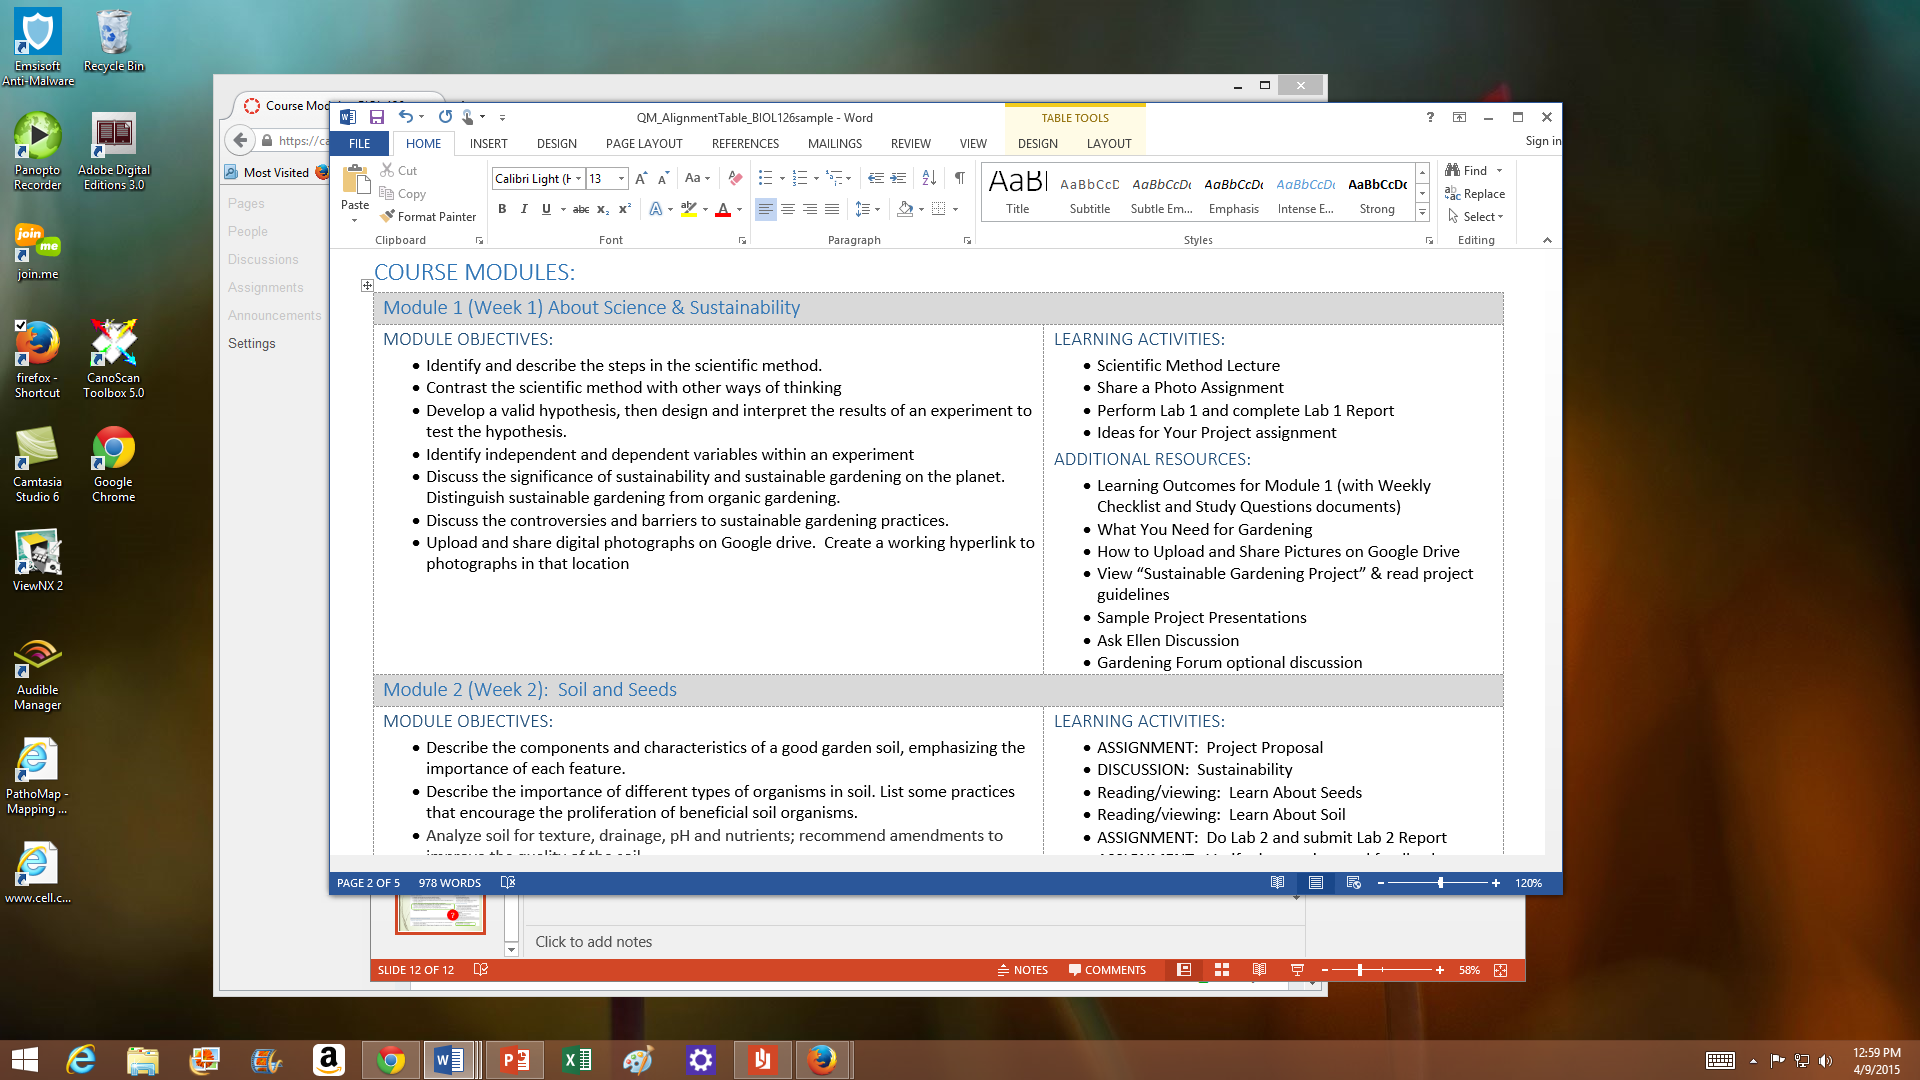 Emsisoft
Anti-Malware
Recycle Bin
Panopto
Recorder
Adobe Digital
Editions 3.0
join.me
firefox -
Shortcut
CanoScan
Toolbox 5.0
Camtasia
Studio 6
Google
Chrome
ViewNX 2
Audible
Manager
PathoMap -
Mapping ...
www.cell.c...
Course Mod
https://ca
Most Visited
Pages
People
Discussions
Assignments
Announcements
Settings
QM_AlignmentTable_BIOL126sample - Word
TABLE TOOLS
FILE HOME INSERT DESIGN PAGE LAYOUT REFERENCES MAILINGS REVIEW VIEW DESIGN LAYOUT
Sign in
Paste
Cut
Copy
Format Painter
Clipboard
Calibri Light (H 13
Font
Paragraph
AaBl AaBbCcD AaBbCcDc AaBbCcDc AaBbCcDc AaBbCcDc
Title Subtitle Subtle Em... Emphasis Intense E... Strong
Styles
Find
Replace
Select
Editing
COURSE MODULES:
Module 1 (Week 1) About Science & Sustainability
MODULE OBJECTIVES:
• Identify and describe the steps in the scientific method.
• Contrast the scientific method with other ways of thinking
• Develop a valid hypothesis, then design and interpret the results of an experiment to
test the hypothesis.
• Identify independent and dependent variables within an experiment
• Discuss the significance of sustainability and sustainable gardening on the planet.
Distinguish sustainable gardening from organic gardening.
• Discuss the controversies and barriers to sustainable gardening practices.
• Upload and share digital photographs on Google drive.  Create a working hyperlink to
photographs in that location
LEARNING ACTIVITIES:
• Scientific Method Lecture
• Share a Photo Assignment
• Perform Lab 1 and complete Lab 1 Report
• Ideas for Your Project assignment
ADDITIONAL RESOURCES:
• Learning Outcomes for Module 1 (with Weekly
Checklist and Study Questions documents)
• What You Need for Gardening
• How to Upload and Share Pictures on Google Drive
• View “Sustainable Gardening Project” & read project
guidelines
• Sample Project Presentations
• Ask Ellen Discussion
• Gardening Forum optional discussion
Module 2 (Week 2):  Soil and Seeds
MODULE OBJECTIVES:
• Describe the components and characteristics of a good garden soil, emphasizing the
importance of each feature.
• Describe the importance of different types of organisms in soil. List some practices
that encourage the proliferation of beneficial soil organisms.
• Analyze soil for texture, drainage, pH and nutrients; recommend amendments to
improve the quality of the soil
LEARNING ACTIVITIES:
• ASSIGNMENT:  Project Proposal
• DISCUSSION:  Sustainability
• Reading/viewing:  Learn About Seeds
• Reading/viewing:  Learn About Soil
• ASSIGNMENT:  Do Lab 2 and submit Lab 2 Report
PAGE 2 OF 5 978 WORDS 120%
Click to add notes
SLIDE 12 OF 12 NOTES COMMENTS 58%
12:59 PM
4/9/2015